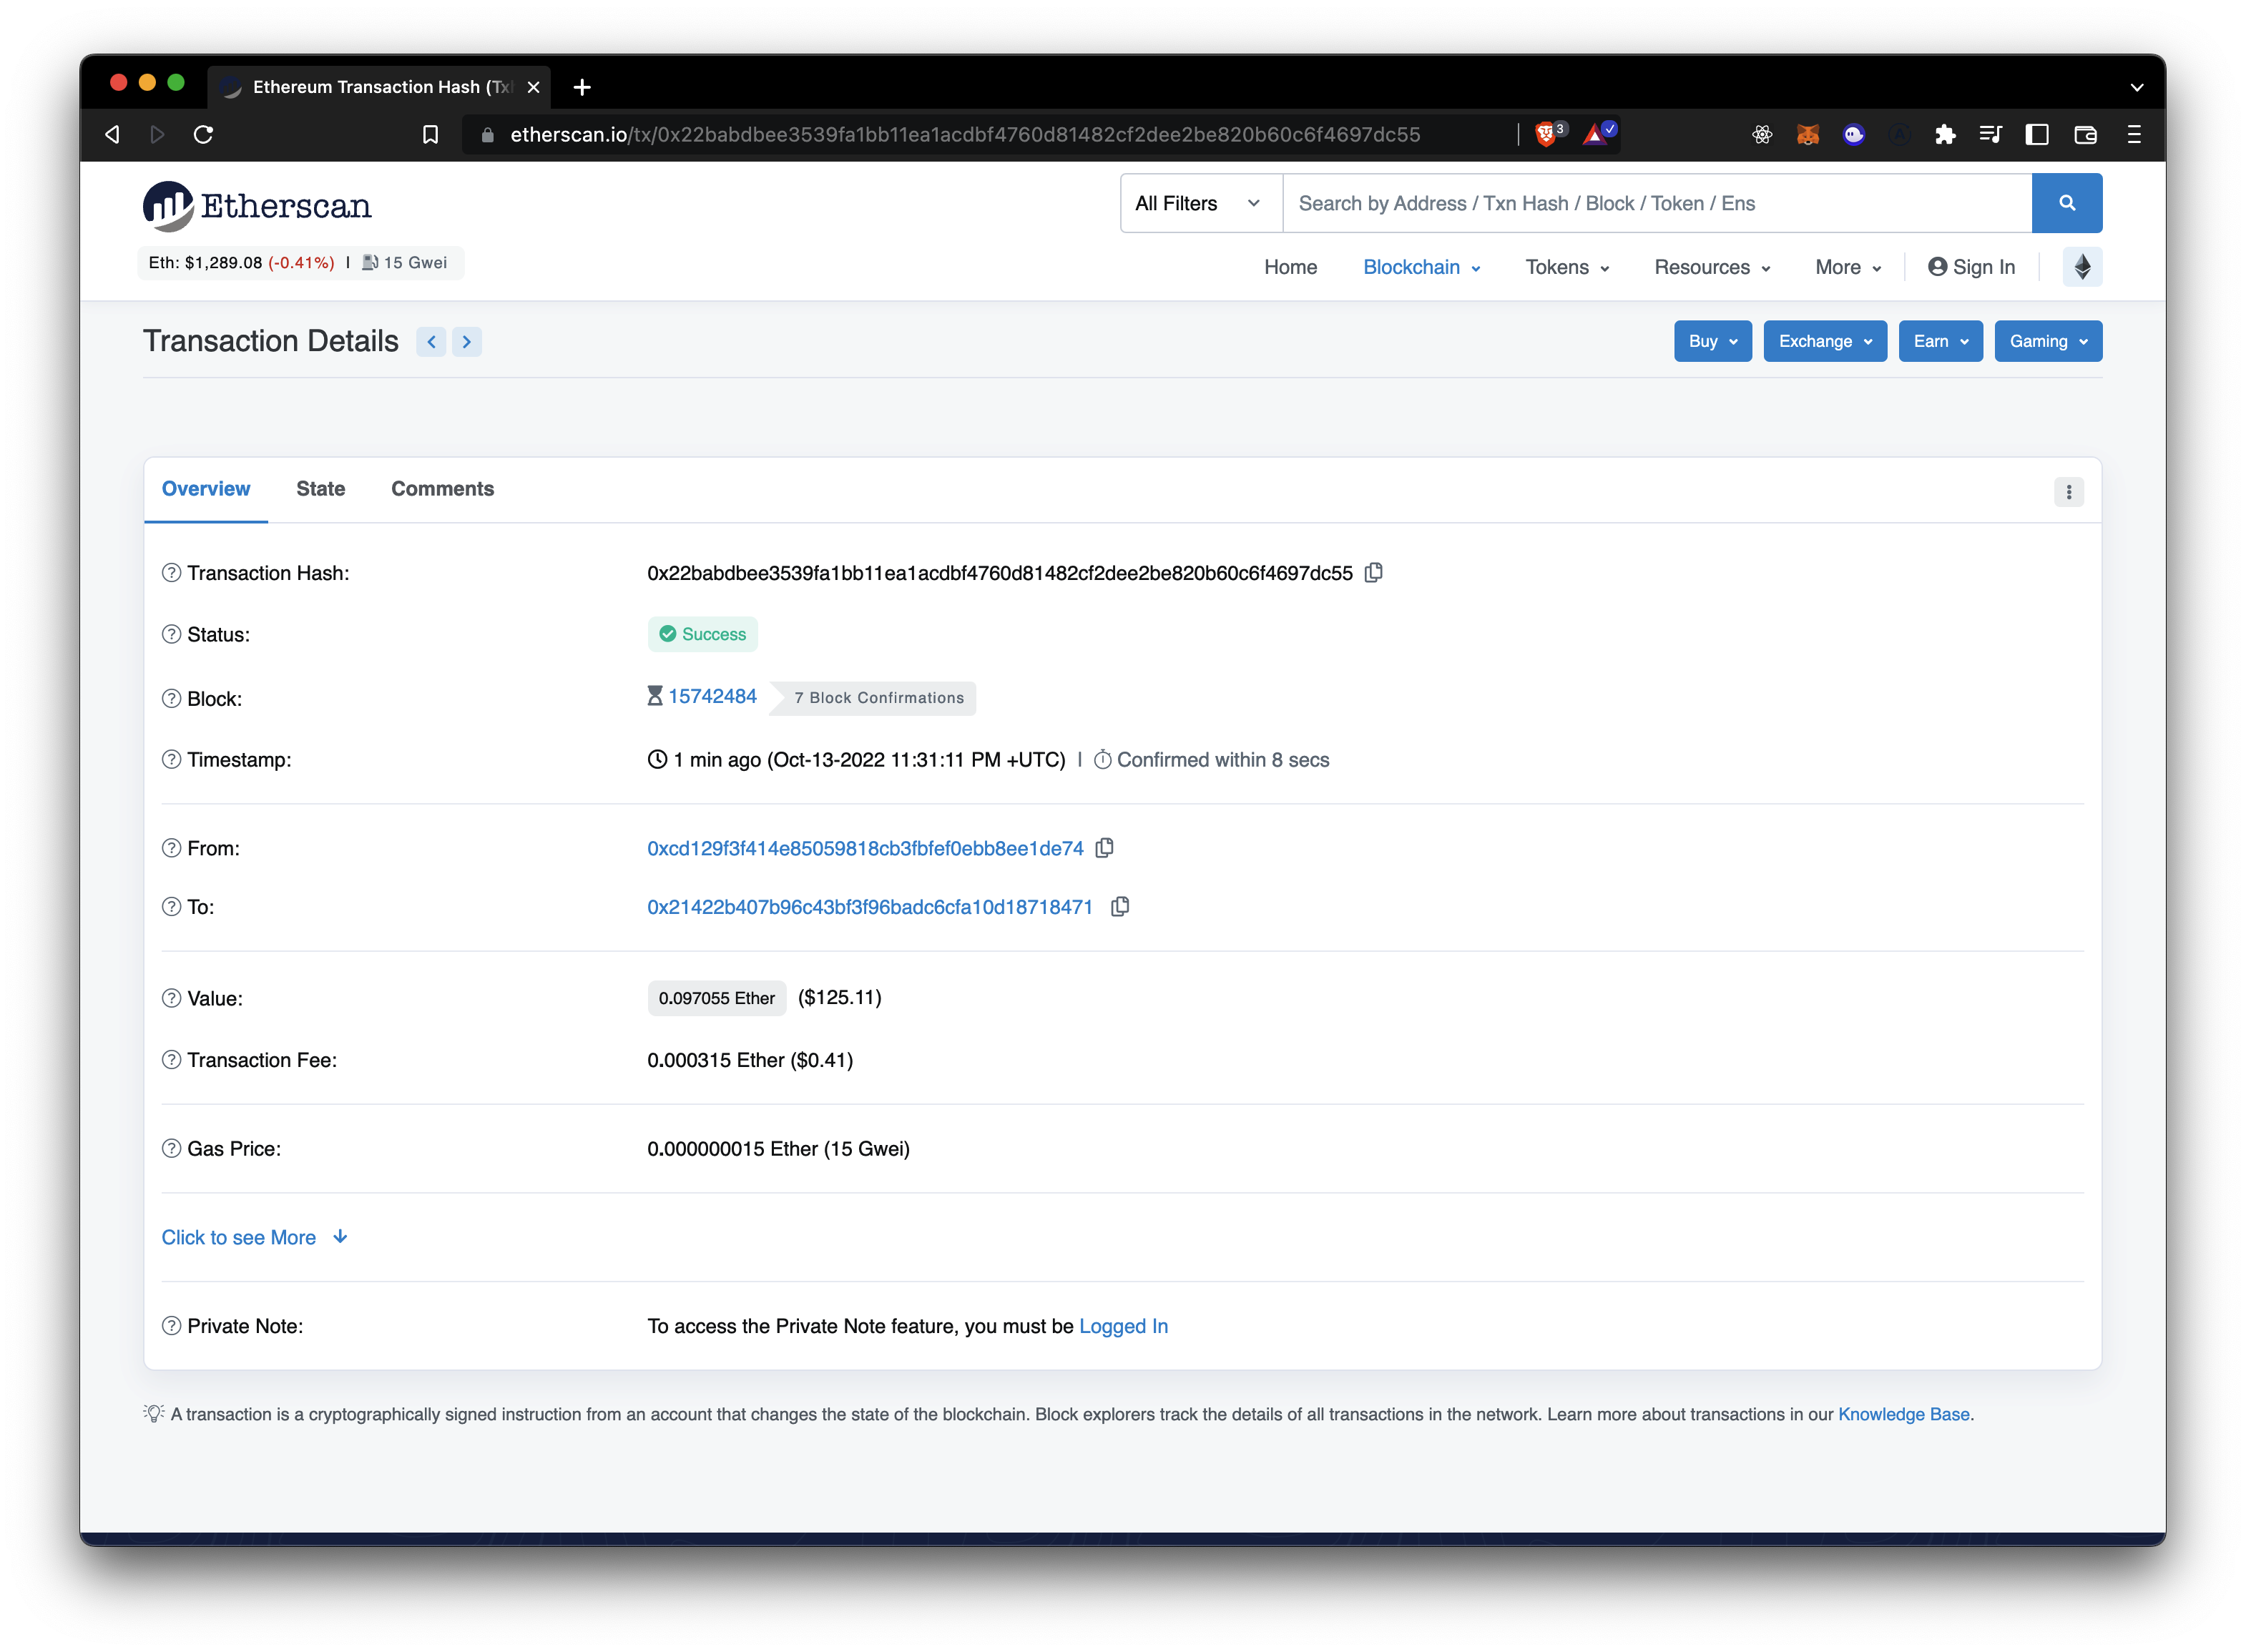 Ethereum Transaction Hash (Tx
etherscan.io/tx/0x22babdbee3539fa1bb11ea1acdbf4760d81482cf2dee2be820b60c6f4697dc55
3
Etherscan
All Filters
Search by Address / Txn Hash / Block / Token / Ens
Eth: $1,289.08 (-0.41%) | 15 Gwei
Home Blockchain Tokens Resources More Sign In
Transaction Details
Buy Exchange Earn Gaming
Overview State Comments
Transaction Hash: 0x22babdbee3539fa1bb11ea1acdbf4760d81482cf2dee2be820b60c6f4697dc55
Status: Success
Block: 15742484 7 Block Confirmations
Timestamp: 1 min ago (Oct-13-2022 11:31:11 PM +UTC) | Confirmed within 8 secs
From: 0xcd129f3f414e85059818cb3fbfef0ebb8ee1de74
To: 0x21422b407b96c43bf3f96badc6cfa10d18718471
Value: 0.097055 Ether ($125.11)
Transaction Fee: 0.000315 Ether ($0.41)
Gas Price: 0.000000015 Ether (15 Gwei)
Click to see More
Private Note: To access the Private Note feature, you must be Logged In
A transaction is a cryptographically signed instruction from an account that changes the state of the blockchain. Block explorers track the details of all transactions in the network. Learn more about transactions in our Knowledge Base.